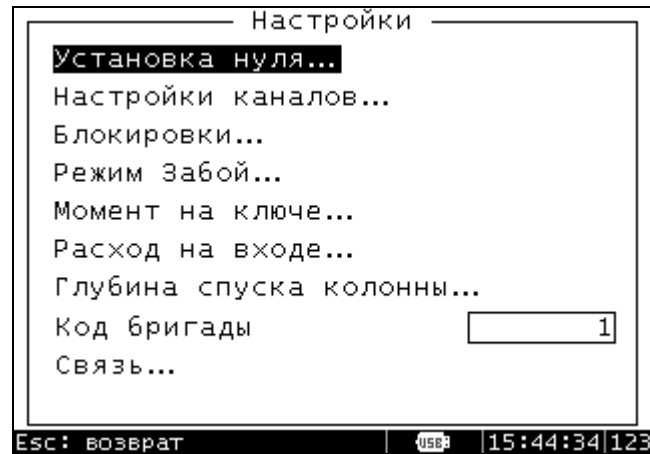 Настройки
Установка нуля...
Настройки каналов...
Блокировки...
Режим Забой...
Момент на ключе...
Расход на входе...
Глубина спуска колонны...
Код бригады 1
Связь...
Esc: возврат USB 15:44:34 123